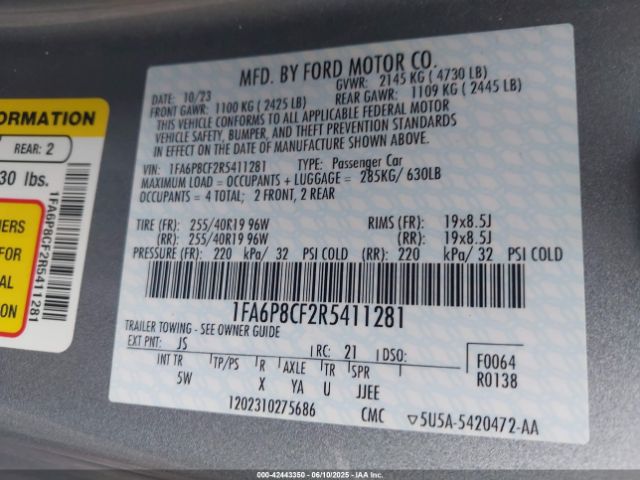 MFD. BY FORD MOTOR CO.
DATE: 10/23 GVWR: 2145 KG ( 4730 LB)
FRONT GAWR: 1100 KG ( 2425 LB) REAR GAWR: 1109 KG ( 2445 LB)
THIS VEHICLE CONFORMS TO ALL APPLICABLE FEDERAL MOTOR
VEHICLE SAFETY, BUMPER, AND THEFT PREVENTION STANDARDS
IN EFFECT ON THE DATE OF MANUFACTURE SHOWN ABOVE.
VIN: 1FA6P8CF2R5411281 TYPE: Passenger Car
MAXIMUM LOAD = OCCUPANTS + LUGGAGE = 285KG/ 630LB
OCCUPANTS = 4 TOTAL; 2 FRONT, 2 REAR
TIRE (FR): 255/40R19 96W RIMS (FR): 19x8.5J
(RR): 255/40R19 96W (RR): 19x8.5J
PRESSURE (FR): 220 kPa/ 32 PSI COLD (RR): 220 kPa/ 32 PSI COLD
1FA6P8CF2R5411281
TRAILER TOWING - SEE OWNER GUIDE
EXT PNT: JS RC: 21 DSO:
INT TR TP/PS R AXLE TR SPR
5W X YA U JJEE
F0064
R0138
1202310275686 CMC ▽5U5A-5420472-AA
ORMATION
REAR: 2
30 lbs.
NERS
FOR
AL
ION
1FA6P8CF2R5411281
000-42443350 - 06/10/2025 - IAAI.COM